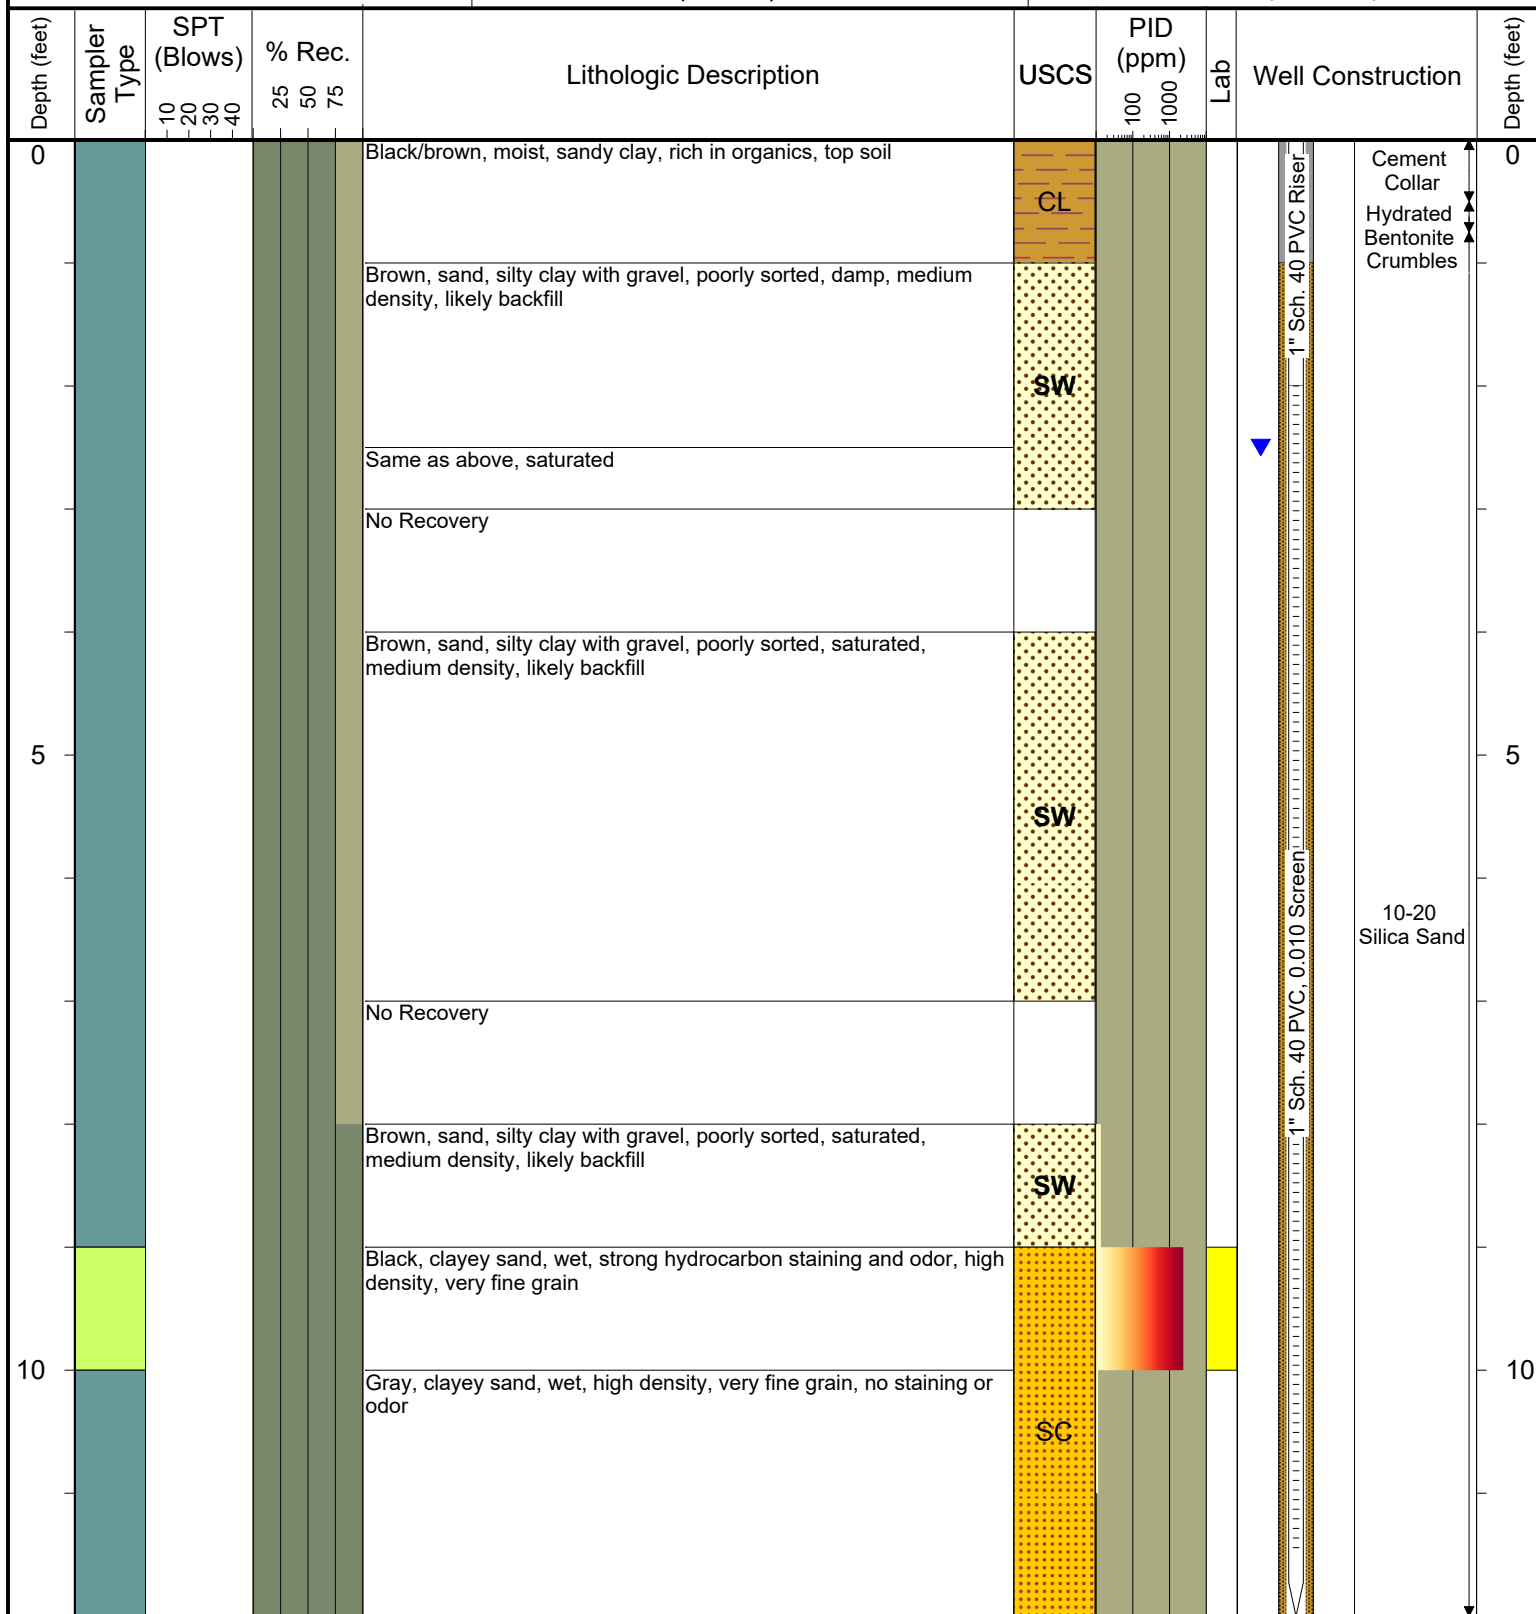 Depth (feet)
Sampler
Type
SPT
(Blows)
10
20
30
40
% Rec.
25
50
75
Lithologic Description
USCS
PID
(ppm)
100
1000
Lab
Well Construction
Depth (feet)
0
Black/brown, moist, sandy clay, rich in organics, top soil
CL
1" Sch. 40 PVC Riser
Cement
Collar
Hydrated
Bentonite
Crumbles
0
Brown, sand, silty clay with gravel, poorly sorted, damp, medium
density, likely backfill
SW
Same as above, saturated
No Recovery
Brown, sand, silty clay with gravel, poorly sorted, saturated,
medium density, likely backfill
5
5
SW
1" Sch. 40 PVC, 0.010 Screen
10-20
Silica Sand
No Recovery
Brown, sand, silty clay with gravel, poorly sorted, saturated,
medium density, likely backfill
SW
Black, clayey sand, wet, strong hydrocarbon staining and odor, high
density, very fine grain
10
10
Gray, clayey sand, wet, high density, very fine grain, no staining or
odor
SC